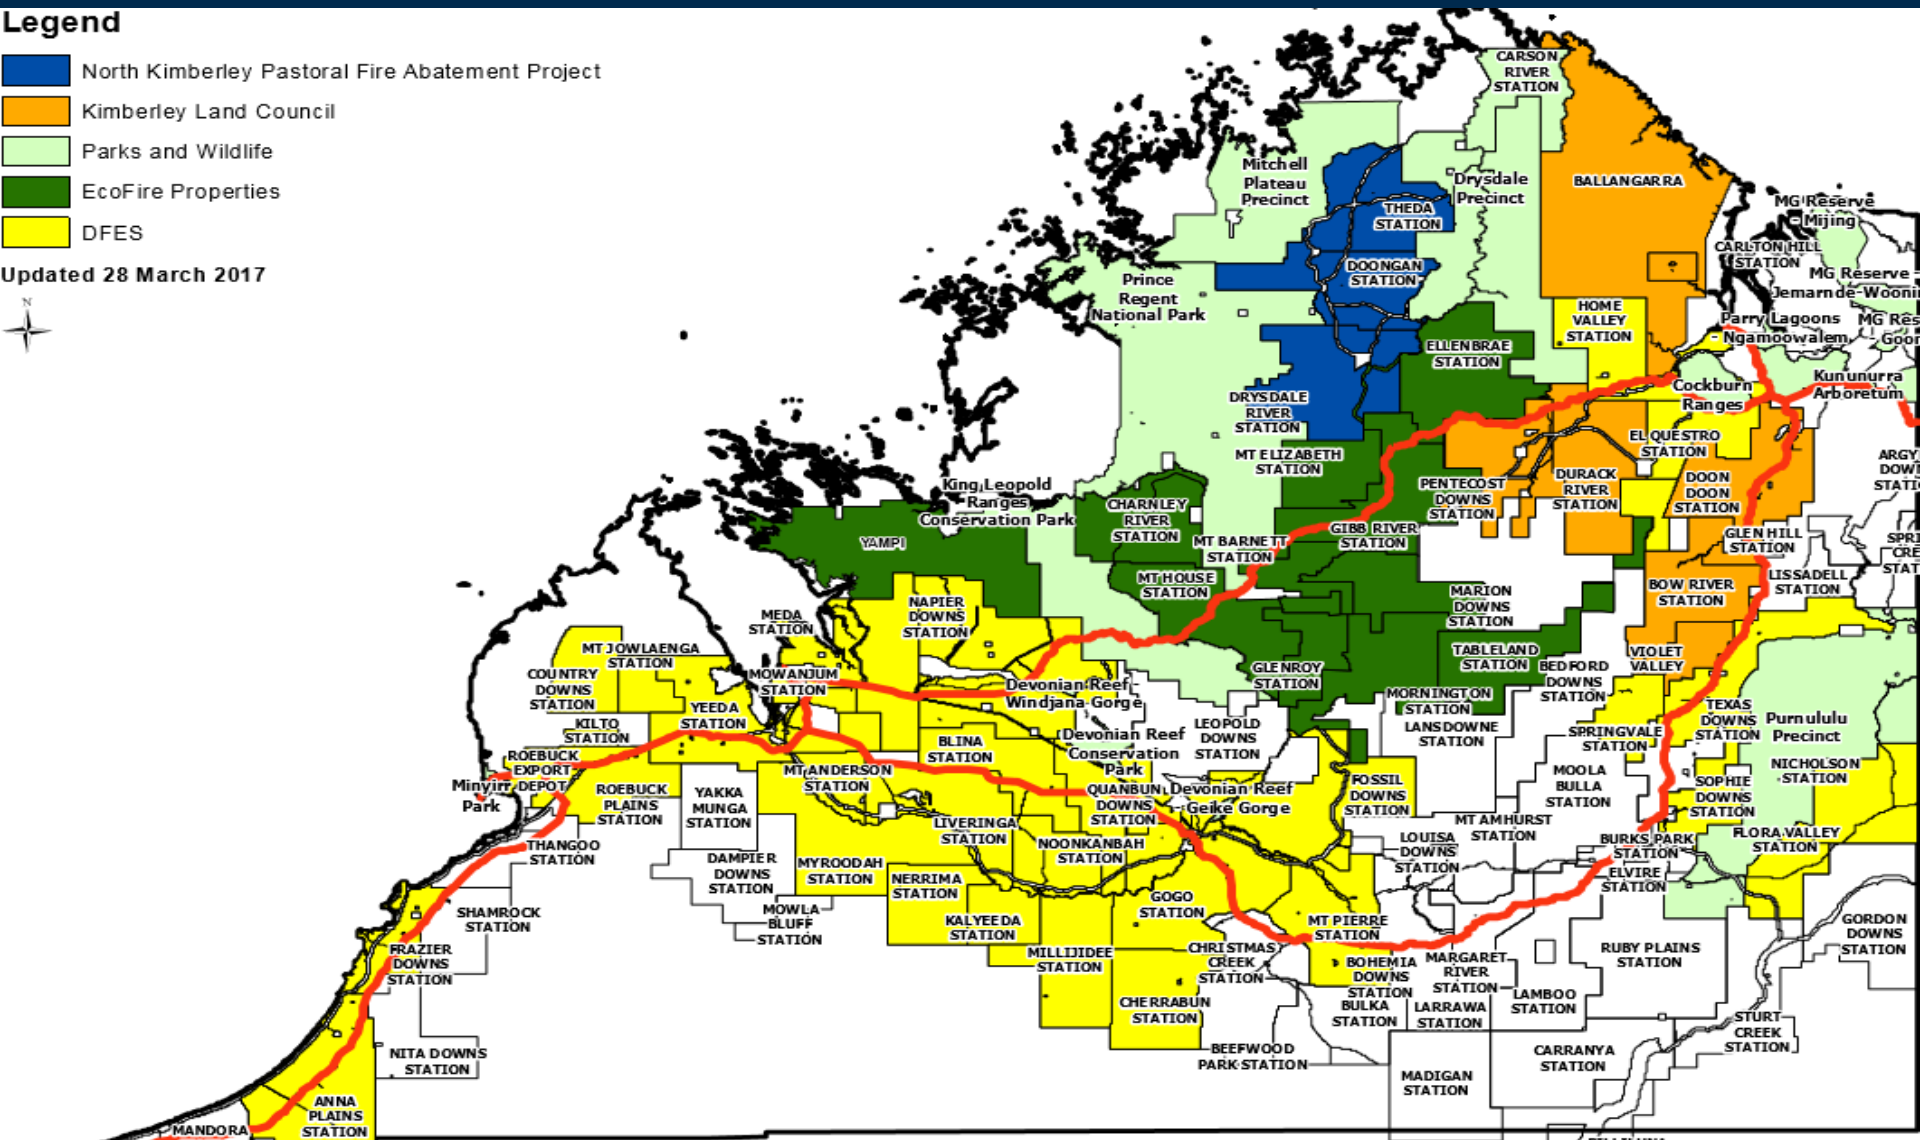 Legend
North Kimberley Pastoral Fire Abatement Project
Kimberley Land Council
Parks and Wildlife
EcoFire Properties
DFES
Updated 28 March 2017
N
CARSON
RIVER
STATION
Mitchell
Plateau
Precinct
Drysdale
Precinct
BALLANGARRA
THEDA
STATION
MG Reserve
- Mijing
CARLTON HILL
STATION
DOONGAN
STATION
MG Reserve -
Jemarnde-Wooni
Prince
Regent
National Park
HOME
VALLEY
STATION
Parry Lagoons
- Ngamoowalem
MG Res
- Goor
ELLENBRAE
STATION
Cockburn
Ranges
Kununurra
Arboretum
DRYSDALE
RIVER
STATION
EL QUESTRO
STATION
MT ELIZABETH
STATION
ARGY
DOW
STATI
King Leopold
Ranges
Conservation Park
CHARNLEY
RIVER
STATION
PENTECOST
DOWNS
STATION
DURACK
RIVER
STATION
DOON
DOON
STATION
YAMPI
MT BARNETT
STATION
GIBB RIVER
STATION
GLEN HILL
STATION
SPRI
CRE
STAT
MT HOUSE
STATION
MARION
DOWNS
STATION
BOW RIVER
STATION
LISSADELL
STATION
NAPIER
DOWNS
STATION
MEDA
STATION
MT JOWLAENGA
STATION
COUNTRY
DOWNS
STATION
MOWANJUM
STATION
TABLELAND
STATION
BEDFORD
DOWNS
STATION
VIOLET
VALLEY
GLENROY
STATION
Devonian Reef -
Windjana Gorge
MORNINGTON
STATION
YEEDA
STATION
KILTO
STATION
LEOPOLD
DOWNS
STATION
LANSDOWNE
STATION
TEXAS
DOWNS
STATION
Purnululu
Precinct
SPRINGVALE
STATION
BLINA
STATION
Devonian Reef
Conservation
Park
ROEBUCK
EXPORT
DEPOT
Minyirr
Park
MT ANDERSON
STATION
ROEBUCK
PLAINS
STATION
YAKKA
MUNGA
STATION
QUANBUN
DOWNS
STATION
Devonian Reef
- Geike Gorge
FOSSIL
DOWNS
STATION
MOOLA
BULLA
STATION
SOPHIE
DOWNS
STATION
NICHOLSON
STATION
LIVERINGA
STATION
NOONKANBAH
STATION
MT AMHURST
STATION
LOUISA
DOWNS
STATION
BURKS PARK
STATION
FLORA VALLEY
STATION
THANGOO
STATION
DAMPIER
DOWNS
STATION
MYROODAH
STATION
NERRIMA
STATION
ELVIRE
STATION
GOGO
STATION
SHAMROCK
STATION
MOWLA
BLUFF
STATION
KALYEEDA
STATION
MT PIERRE
STATION
GORDON
DOWNS
STATION
FRAZIER
DOWNS
STATION
MILLIJIDEE
STATION
CHRISTMAS
CREEK
STATION
BOHEMIA
DOWNS
STATION
MARGARET
RIVER
STATION
RUBY PLAINS
STATION
CHERRABUN
STATION
BULKA
STATION
LARRAWA
STATION
LAMBOO
STATION
STURT
CREEK
STATION
NITA DOWNS
STATION
BEEFWOOD
PARK STATION
CARRANYA
STATION
MADIGAN
STATION
ANNA
PLAINS
STATION
MANDORA